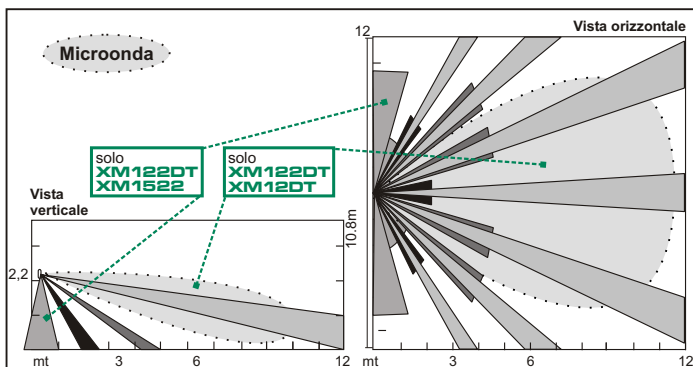 Microonda
12
Vista orizzontale
solo
XM122DT
XM1522
solo
XM122DT
XM12DT
Vista
verticale
10.8m
2,2
mt
3
6
12
mt
3
6
12